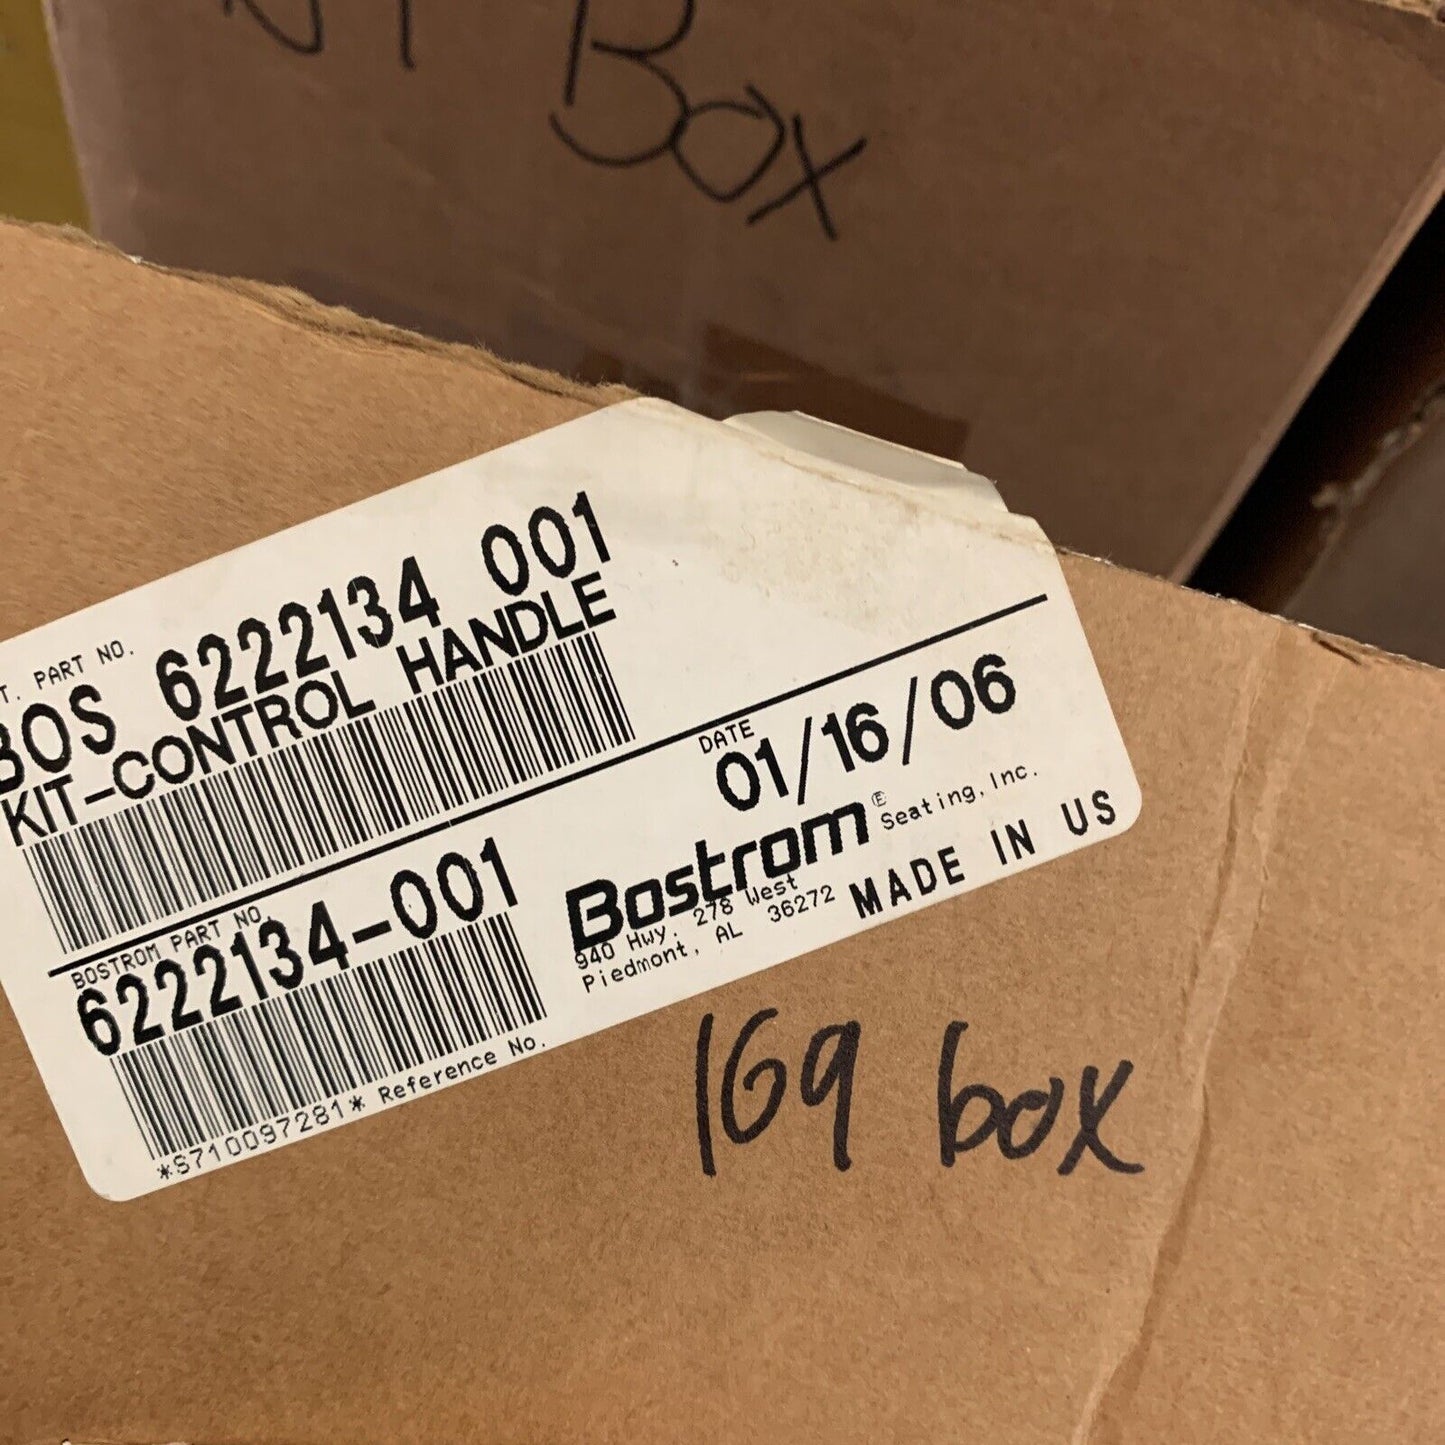 Box
T. PART NO.
BOS 6222134 001
KIT-CONTROL HANDLE
DATE
01/16/06
BOSTROM PART NO.
6222134-001
Bostrom® Seating, Inc.
940 Hwy. 278 West
Piedmont, AL 36272
MADE IN US
*S710097281* Reference No.
169 box